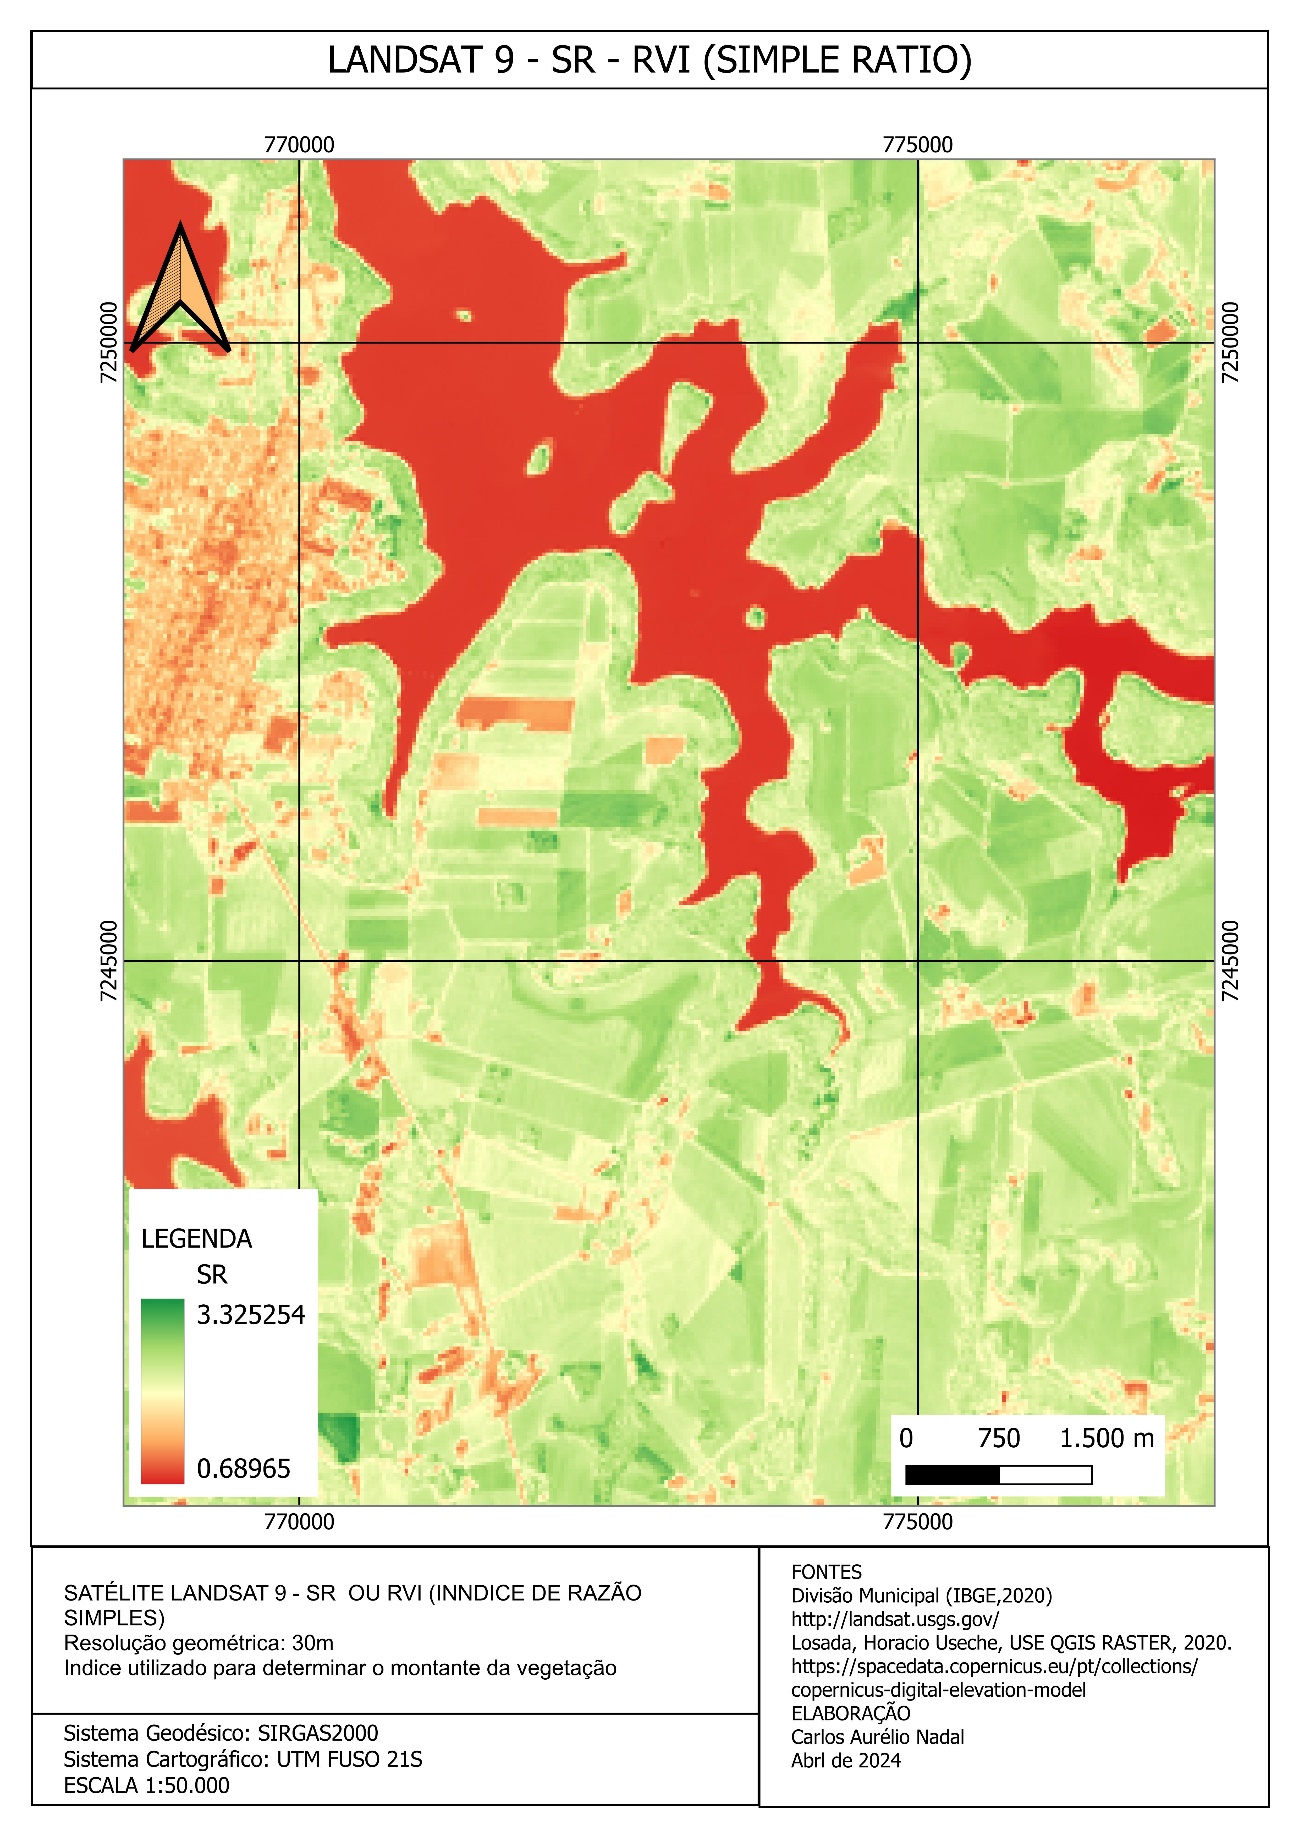 LANDSAT 9 - SR - RVI (SIMPLE RATIO)
770000
775000
7250000
7250000
7245000
7245000
LEGENDA
SR
3.325254
0.68965
0 750 1.500 m
770000
775000
SATÉLITE LANDSAT 9 - SR OU RVI (INNDICE DE RAZÃO
SIMPLES)
Resolução geométrica: 30m
Indice utilizado para determinar o montante da vegetação
Sistema Geodésico: SIRGAS2000
Sistema Cartográfico: UTM FUSO 21S
ESCALA 1:50.000
FONTES
Divisão Municipal (IBGE,2020)
http://landsat.usgs.gov/
Losada, Horacio Useche, USE QGIS RASTER, 2020.
https://spacedata.copernicus.eu/pt/collections/
copernicus-digital-elevation-model
ELABORAÇÃO
Carlos Aurélio Nadal
Abrl de 2024